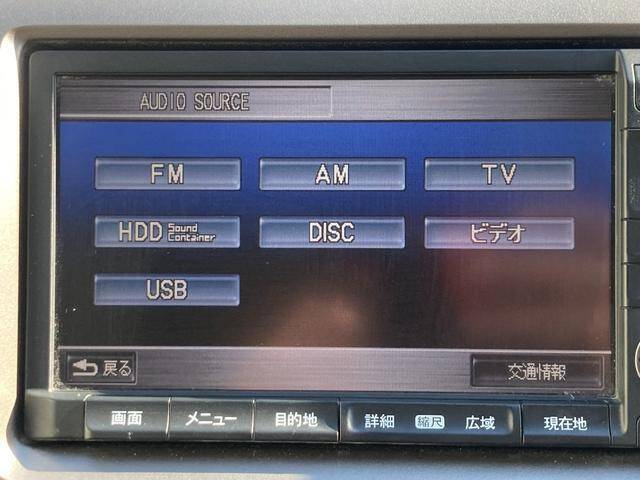 AUDIO SOURCE
FM AM TV
HDD Sound Container DISC ビデオ
USB
戻る 交通情報
画面 メニュー 目的地 詳細 縮尺 広域 現在地